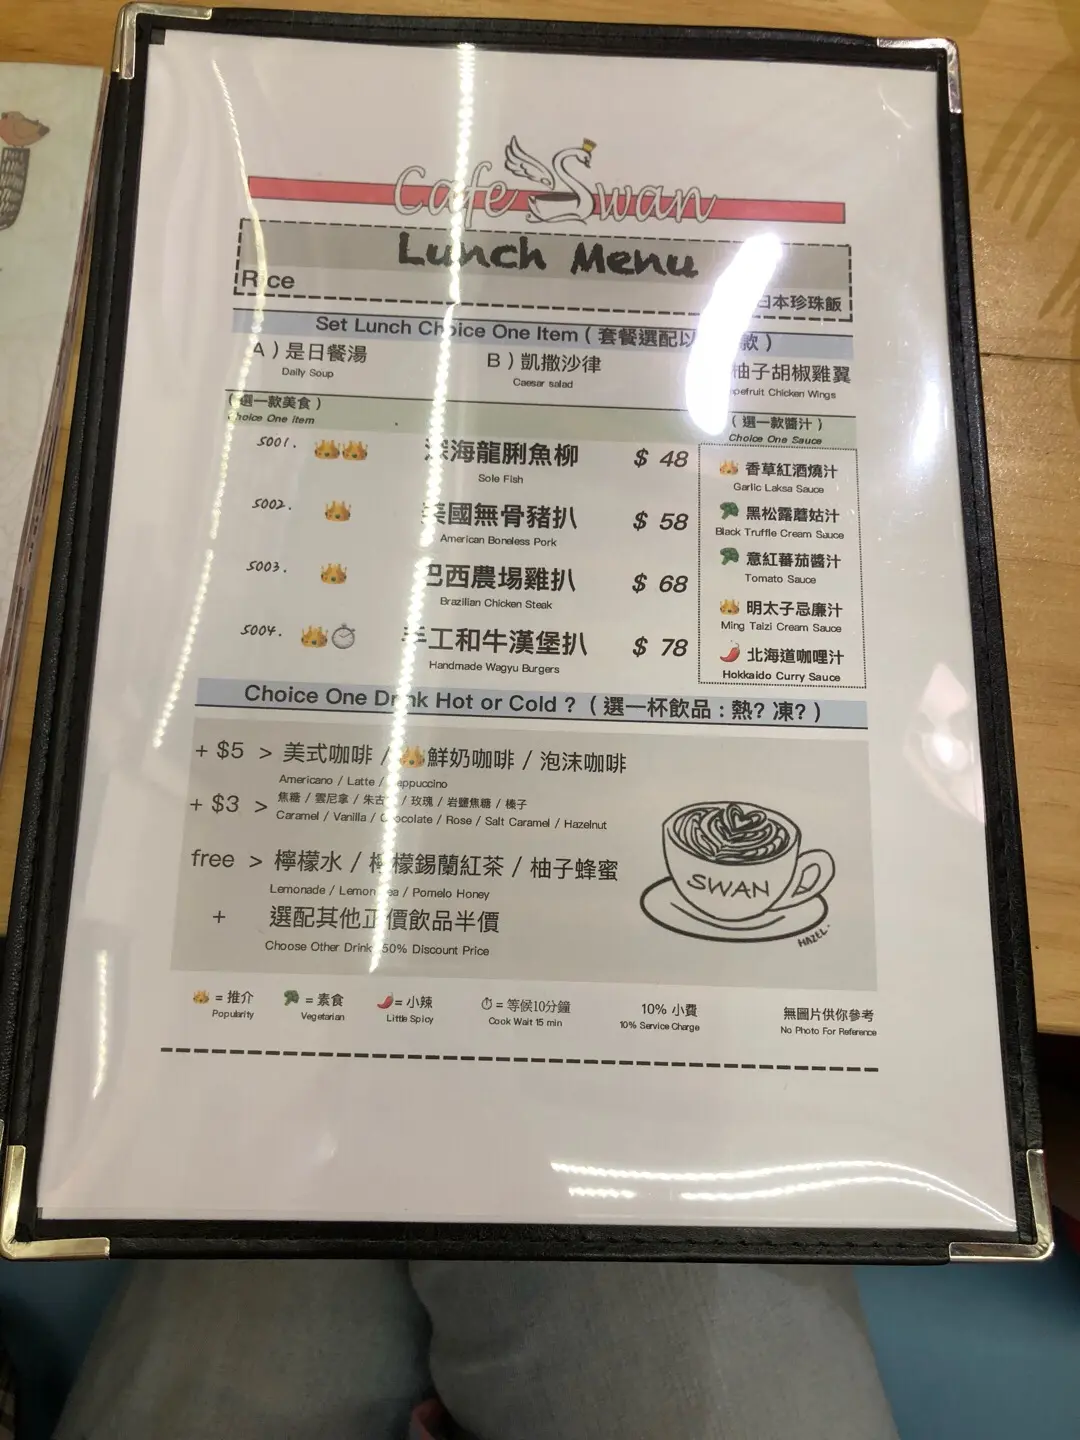 Cafe Swan
Lunch Menu
Rice
日本珍珠飯
Set Lunch Choice One Item ( 套餐選配以 款 )
A ) 是日餐湯
Daily Soup
B ) 凱撒沙律
Caesar salad
柚子胡椒雞翼
Chicken Wings
( 選一款美食 )
Choice One item
( 選一款醬汁 )
Choice One Sauce
5001. 深海龍脷魚柳 $ 48
Sole Fish
5002. 美國無骨豬扒 $ 58
American Boneless Pork
5003. 巴西農場雞扒 $ 68
Brazilian Chicken Steak
5004. 手工和牛漢堡扒 $ 78
Handmade Wagyu Burgers
香草紅酒燒汁
Garlic Laksa Sauce
黑松露蘑菇汁
Black Truffle Cream Sauce
意紅蕃茄醬汁
Tomato Sauce
明太子忌廉汁
Ming Taizi Cream Sauce
北海道咖哩汁
Hokkaido Curry Sauce
Choice One Drink Hot or Cold ? ( 選一杯飲品 : 熱? 凍? )
+ $5 > 美式咖啡 / 鮮奶咖啡 / 泡沫咖啡
Americano / Latte / Cappuccino
+ $3 > 焦糖 / 雲尼拿 / 朱古 / 玫瑰 / 岩鹽焦糖 / 榛子
Caramel / Vanilla / Chocolate / Rose / Salt Caramel / Hazelnut
free > 檸檬水 / 檸檬錫蘭紅茶 / 柚子蜂蜜
Lemonade / Lemon Tea / Pomelo Honey
+ 選配其他正價飲品半價
Choose Other Drink 50% Discount Price
SWAN
HAZEL.
= 推介
Popularity
= 素食
Vegetarian
= 小辣
Little Spicy
= 等候10分鐘
Cook Wait 15 min
10% 小費
10% Service Charge
無圖片供你參考
No Photo For Reference